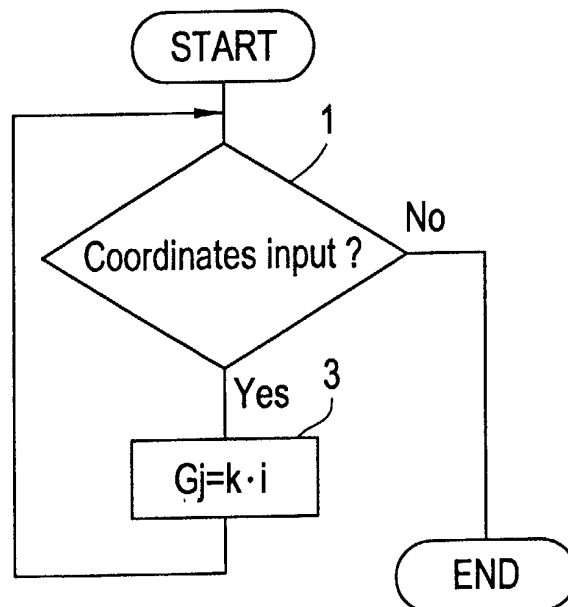 START
1
No
Coordinates input ?
Yes
3
Gj=k·i
END